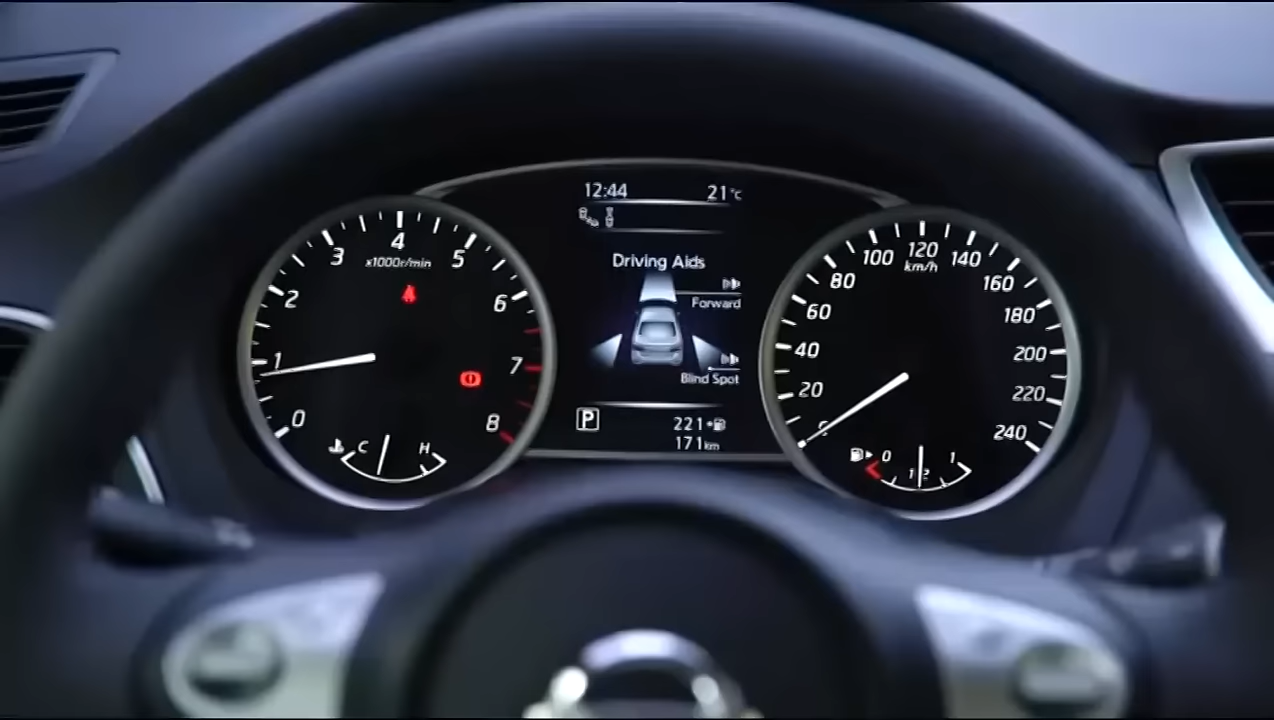 12:44 21°C
Driving Aids
Forward
Blind Spot
P 221
171km
0 1 2 3 4 5 6 7 8
x1000r/min
C H
0 20 40 60 80 100 120 140 160 180 200 220 240
km/h
0 1/2 1